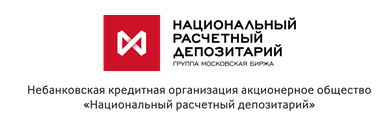 НАЦИОНАЛЬНЫЙ
РАСЧЕТНЫЙ
ДЕПОЗИТАРИЙ
ГРУППА МОСКОВСКАЯ БИРЖА
Небанковская кредитная организация акционерное общество
«Национальный расчетный депозитарий»